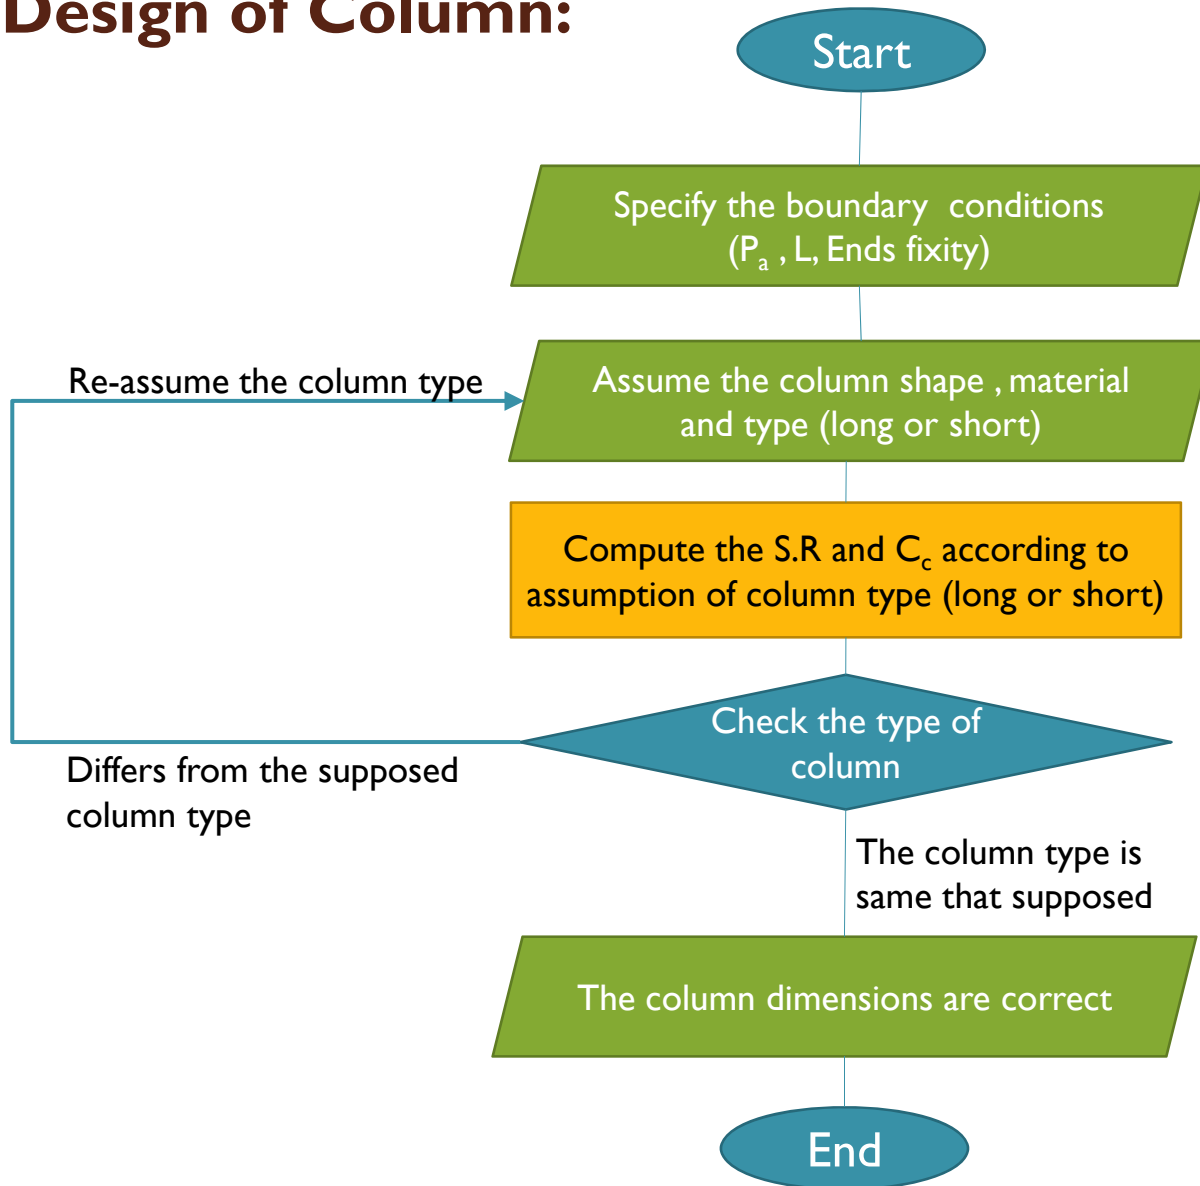 Design of Column:
Start
Specify the boundary conditions
(Pₐ , L, Ends fixity)
Re-assume the column type
Assume the column shape , material
and type (long or short)
Compute the S.R and C꜀ according to
assumption of column type (long or short)
Check the type of
column
Differs from the supposed
column type
The column type is
same that supposed
The column dimensions are correct
End